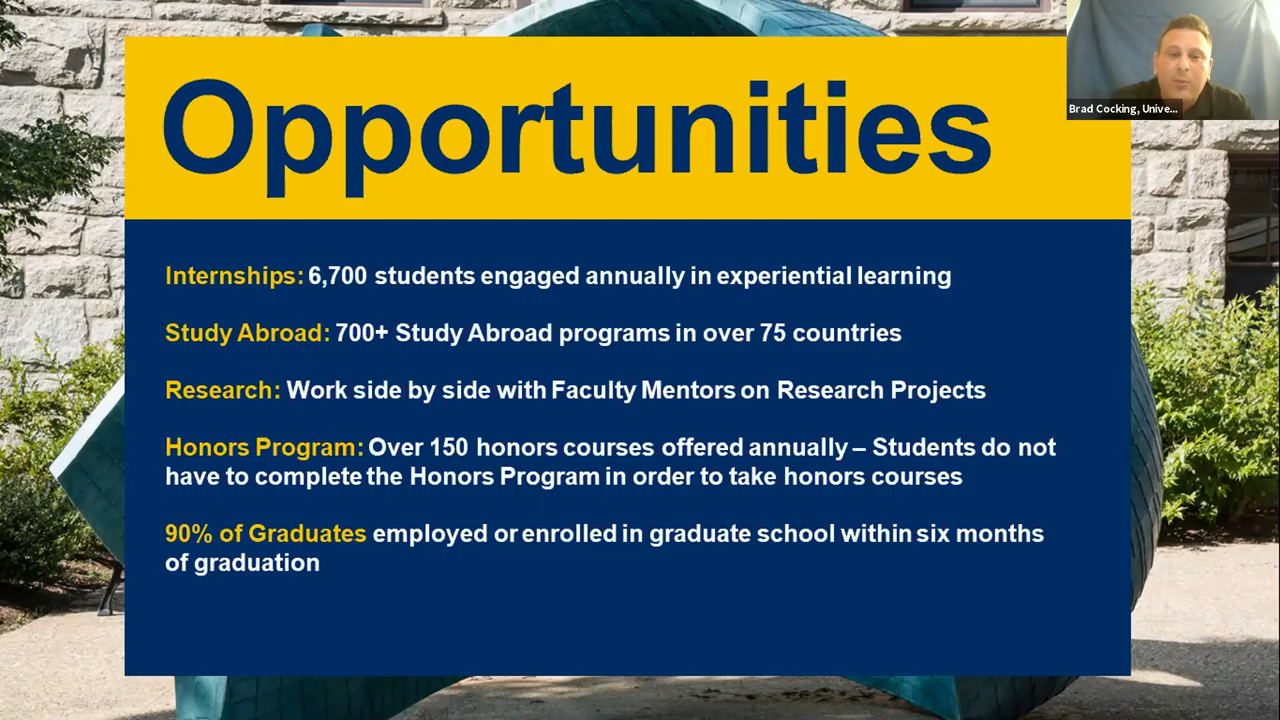 Opportunities
Brad Cocking, Unive...
Internships: 6,700 students engaged annually in experiential learning
Study Abroad: 700+ Study Abroad programs in over 75 countries
Research: Work side by side with Faculty Mentors on Research Projects
Honors Program: Over 150 honors courses offered annually – Students do not
have to complete the Honors Program in order to take honors courses
90% of Graduates employed or enrolled in graduate school within six months
of graduation